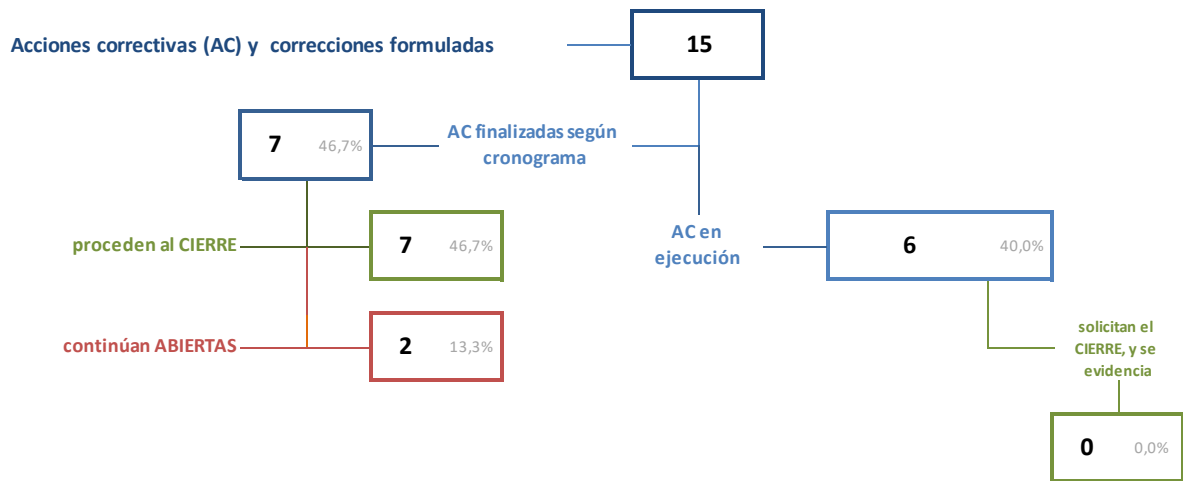 Acciones correctivas (AC) y correcciones formuladas
15
7 46,7%
AC finalizadas según
cronograma
proceden al CIERRE
7 46,7%
AC en
ejecución
6 40,0%
continúan ABIERTAS
2 13,3%
solicitan el
CIERRE, y se
evidencia
0 0,0%